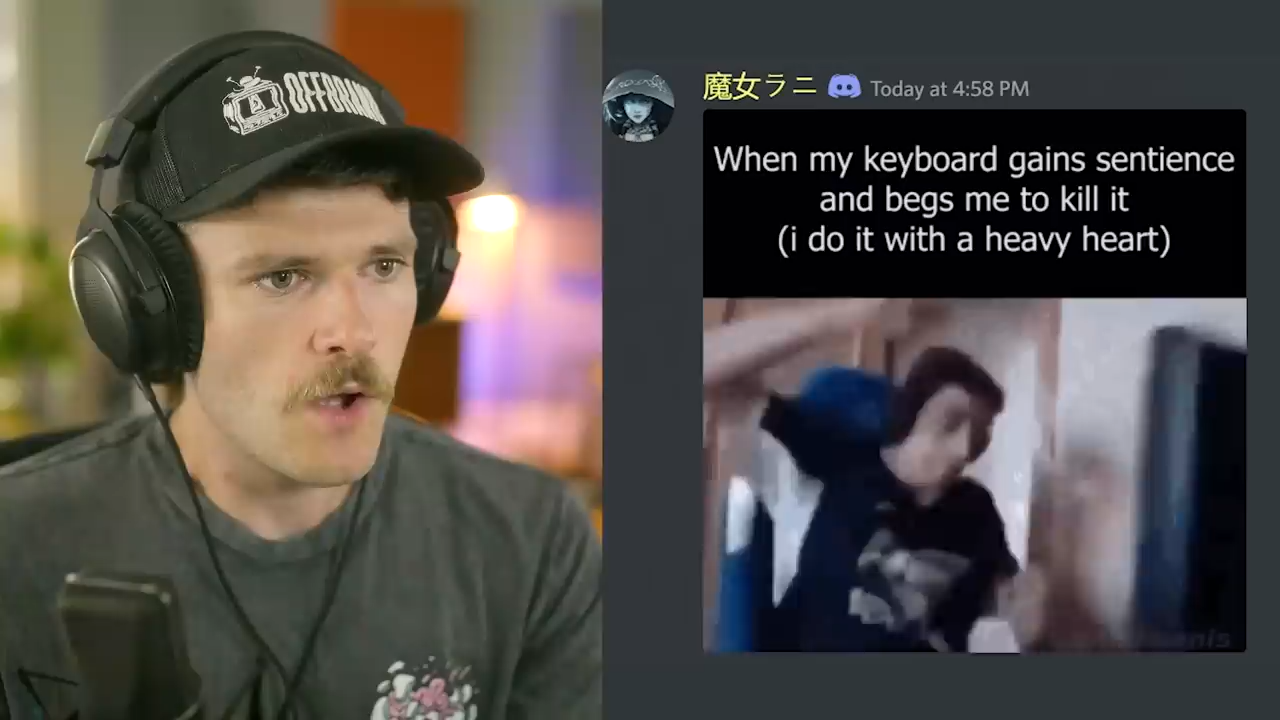 OFFBRAND
魔女ラニ Today at 4:58 PM
When my keyboard gains sentience
and begs me to kill it
(i do it with a heavy heart)